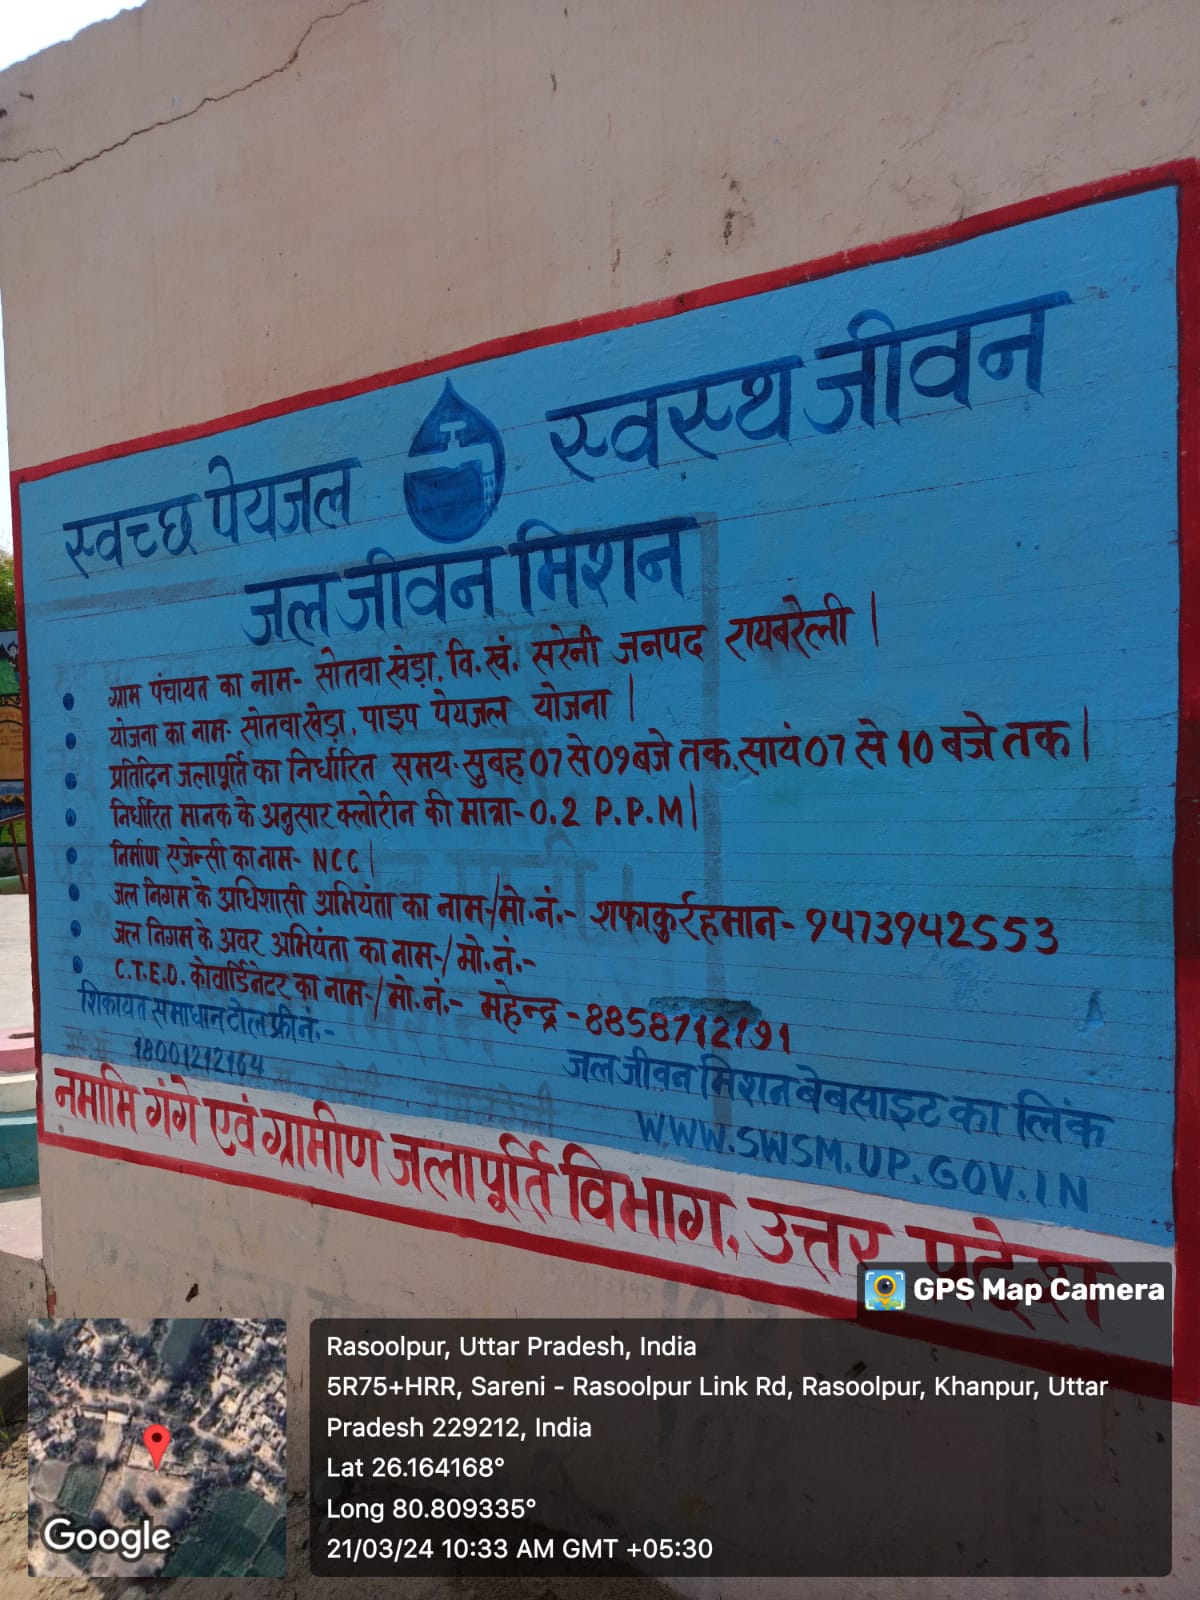 स्वच्छ पेयजल स्वस्थ जीवन
जल जीवन मिशन
ग्राम पंचायत का नाम- सोतवा खेड़ा, वि.खं. सरेनी जनपद रायबरेली |
योजना का नाम- सोतवा खेड़ा, पाइप पेयजल योजना |
प्रतिदिन जलापूर्ति का निर्धारित समय- सुबह 07 से 09 बजे तक, सायं 07 से 10 बजे तक |
निर्धारित मानक के अनुसार क्लोरीन की मात्रा- 0.2 P.P.M |
निर्माण एजेन्सी का नाम- NCC |
जल निगम के अधिशासी अभियंता का नाम-/मो.नं.- शफाकुर्रहमान- 9473942553
जल निगम के अवर अभियंता का नाम-/मो.नं.-
C.T.E.D. कोवार्डिनेटर का नाम-/मो.नं.- महेन्द्र - 8858712191
शिकायत समाधान टोल फ्री नं.-
18001212164
जल जीवन मिशन बेबसाइट का लिंक
WWW.SWSM.UP.GOV.IN
नमामि गंगे एवं ग्रामीण जलापूर्ति विभाग, उत्तर प्रदेश
GPS Map Camera
Rasoolpur, Uttar Pradesh, India
5R75+HRR, Sareni - Rasoolpur Link Rd, Rasoolpur, Khanpur, Uttar
Pradesh 229212, India
Lat 26.164168°
Long 80.809335°
21/03/24 10:33 AM GMT +05:30
Google